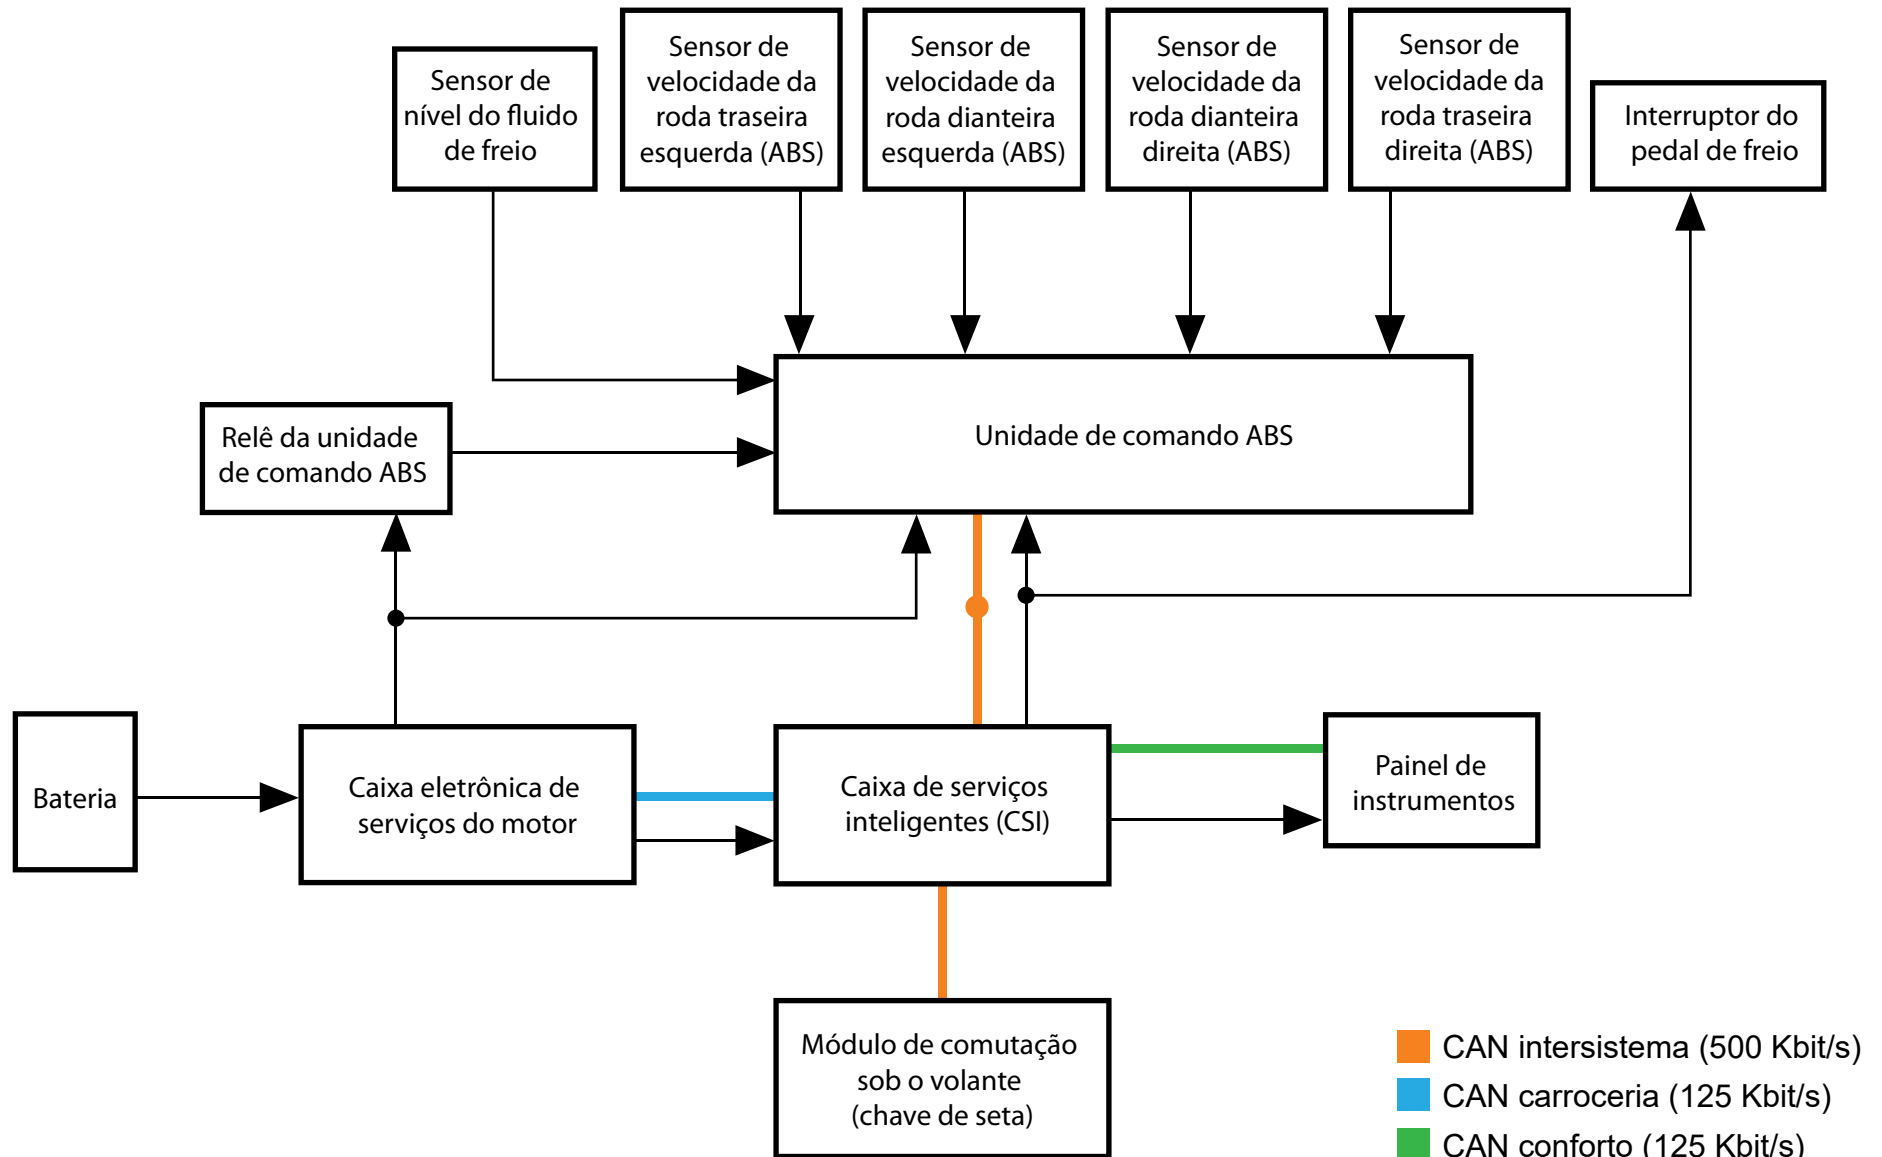 Sensor de
nível do fluido
de freio
Sensor de
velocidade da
roda traseira
esquerda (ABS)
Sensor de
velocidade da
roda dianteira
esquerda (ABS)
Sensor de
velocidade da
roda dianteira
direita (ABS)
Sensor de
velocidade da
roda traseira
direita (ABS)
Interruptor do
pedal de freio
Relê da unidade
de comando ABS
Unidade de comando ABS
Bateria
Caixa eletrônica de
serviços do motor
Caixa de serviços
inteligentes (CSI)
Painel de
instrumentos
Módulo de comutação
sob o volante
(chave de seta)
CAN intersistema (500 Kbit/s)
CAN carroceria (125 Kbit/s)
CAN conforto (125 Kbit/s)